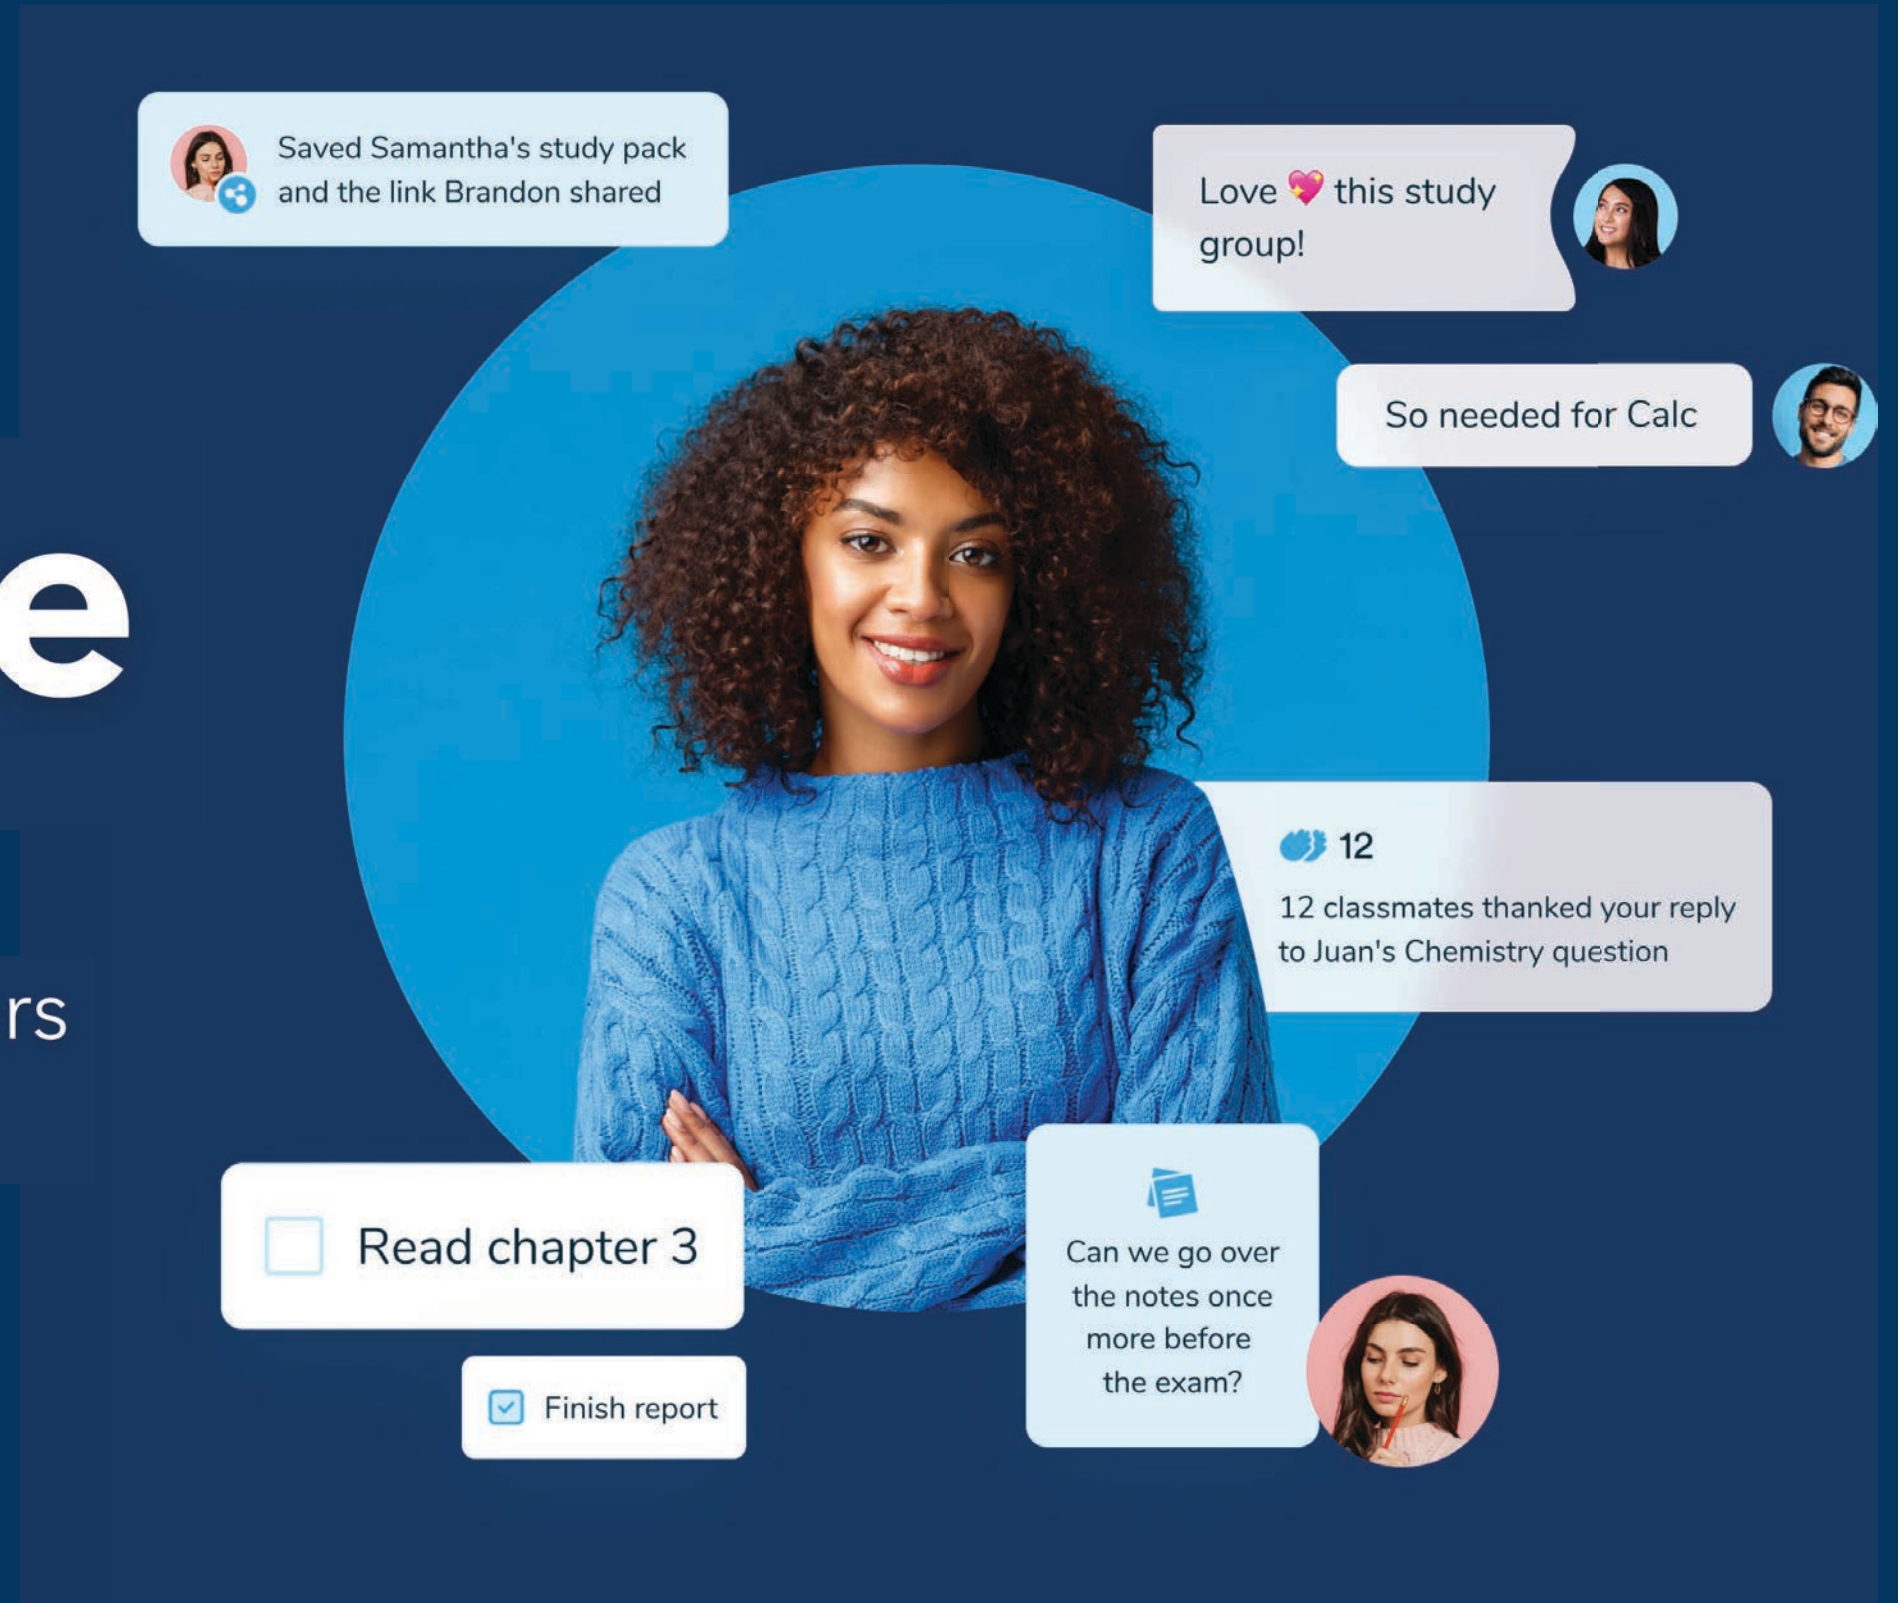 Saved Samantha's study pack
and the link Brandon shared
Love 💖 this study
group!
So needed for Calc
e
rs
12
12 classmates thanked your reply
to Juan's Chemistry question
Read chapter 3
Finish report
Can we go over
the notes once
more before
the exam?